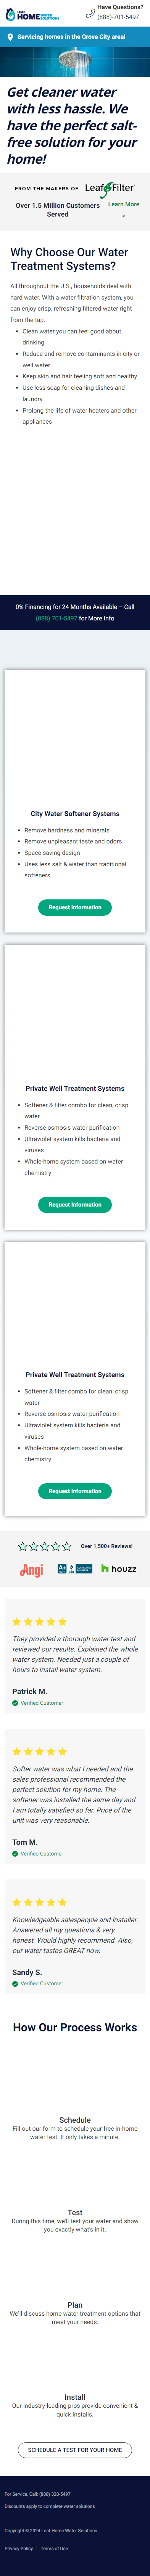 LEAF
HOME WATER SOLUTIONS
Have Questions?
(888)-701-5497
Servicing homes in the Grove City area!
Get cleaner water
with less hassle. We
have the perfect salt-
free solution for your
home!
FROM THE MAKERS OF LeafFilter
Over 1.5 Million Customers
Served
Learn More
»
Why Choose Our Water
Treatment Systems?
All throughout the U.S., households deal with
hard water. With a water filtration system, you
can enjoy crisp, refreshing filtered water right
from the tap.
• Clean water you can feel good about
drinking
• Reduce and remove contaminants in city or
well water
• Keep skin and hair feeling soft and healthy
• Use less soap for cleaning dishes and
laundry
• Prolong the life of water heaters and other
appliances
0% Financing for 24 Months Available – Call
(888) 701-5497 for More Info
City Water Softener Systems
• Remove hardness and minerals
• Remove unpleasant taste and odors
• Space saving design
• Uses less salt & water than traditional
softeners
Request Information
Private Well Treatment Systems
• Softener & filter combo for clean, crisp
water
• Reverse osmosis water purification
• Ultraviolet system kills bacteria and
viruses
• Whole-home system based on water
chemistry
Request Information
Private Well Treatment Systems
• Softener & filter combo for clean, crisp
water
• Reverse osmosis water purification
• Ultraviolet system kills bacteria and
viruses
• Whole-home system based on water
chemistry
Request Information
Over 1,500+ Reviews!
Angi
A+ BBB
houzz
They provided a thorough water test and
reviewed our results. Explained the whole
water system. Needed just a couple of
hours to install water system.
Patrick M.
Verified Customer
Softer water was what I needed and the
sales professional recommended the
perfect solution for my home. The
softener was installed the same day and
I am totally satisfied so far. Price of the
unit was very reasonable.
Tom M.
Verified Customer
Knowledgeable salespeople and installer.
Answered all my questions & very
honest. Would highly recommend. Also,
our water tastes GREAT now.
Sandy S.
Verified Customer
How Our Process Works
Schedule
Fill out our form to schedule your free in-home
water test. It only takes a minute.
Test
During this time, we'll test your water and show
you exactly what's in it.
Plan
We'll discuss home water treatment options that
meet your needs.
Install
Our industry-leading pros provide convenient &
quick installs.
SCHEDULE A TEST FOR YOUR HOME
For Service, Call: (888) 320-5497
Discounts apply to complete water solutions
Copyright © 2024 Leaf Home Water Solutions
Privacy Policy | Terms of Use